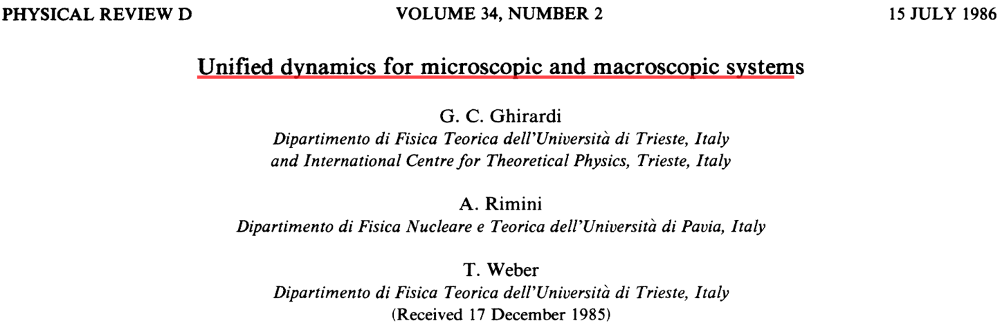 PHYSICAL REVIEW D VOLUME 34, NUMBER 2 15 JULY 1986
Unified dynamics for microscopic and macroscopic systems
G. C. Ghirardi
Dipartimento di Fisica Teorica dell'Università di Trieste, Italy
and International Centre for Theoretical Physics, Trieste, Italy
A. Rimini
Dipartimento di Fisica Nucleare e Teorica dell'Università di Pavia, Italy
T. Weber
Dipartimento di Fisica Teorica dell'Università di Trieste, Italy
(Received 17 December 1985)